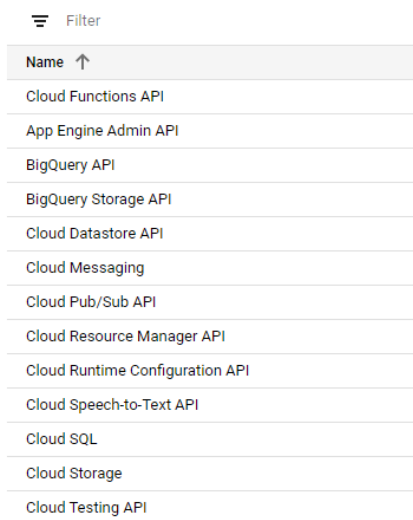 Filter
Name
Cloud Functions API
App Engine Admin API
BigQuery API
BigQuery Storage API
Cloud Datastore API
Cloud Messaging
Cloud Pub/Sub API
Cloud Resource Manager API
Cloud Runtime Configuration API
Cloud Speech-to-Text API
Cloud SQL
Cloud Storage
Cloud Testing API